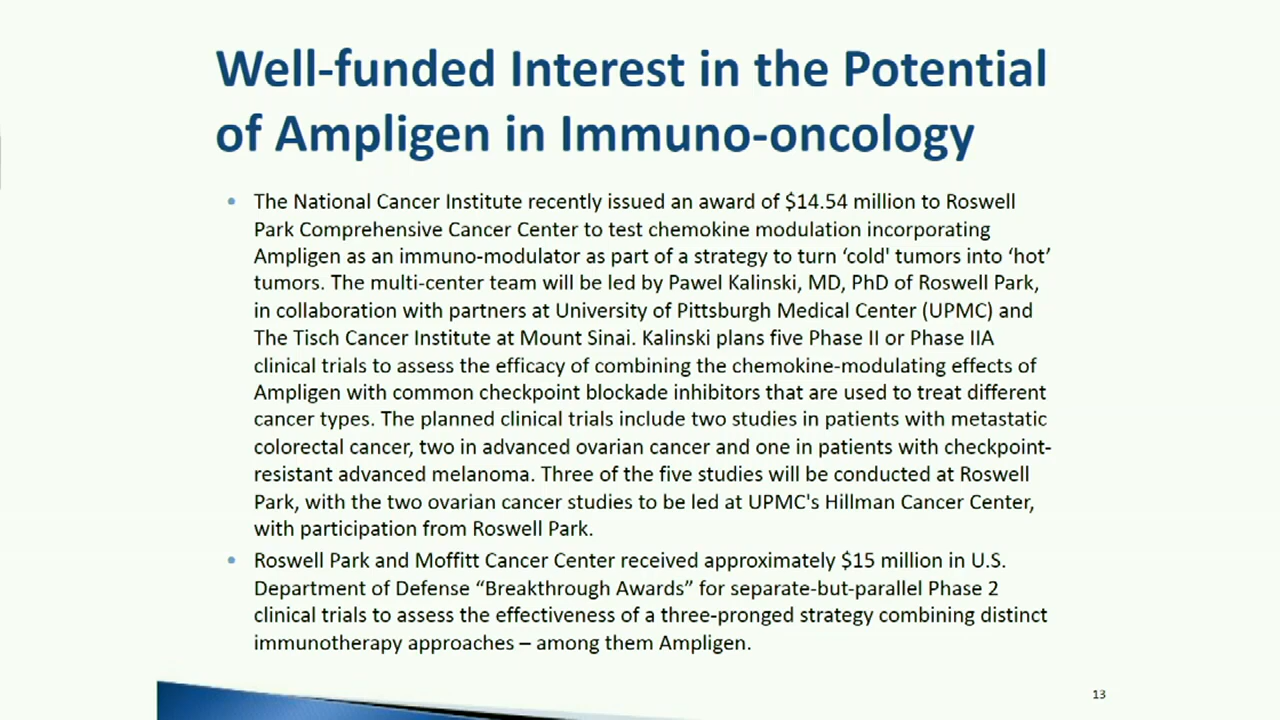 Well-funded Interest in the Potential
of Ampligen in Immuno-oncology
• The National Cancer Institute recently issued an award of $14.54 million to Roswell
Park Comprehensive Cancer Center to test chemokine modulation incorporating
Ampligen as an immuno-modulator as part of a strategy to turn ‘cold' tumors into ‘hot’
tumors. The multi-center team will be led by Pawel Kalinski, MD, PhD of Roswell Park,
in collaboration with partners at University of Pittsburgh Medical Center (UPMC) and
The Tisch Cancer Institute at Mount Sinai. Kalinski plans five Phase II or Phase IIA
clinical trials to assess the efficacy of combining the chemokine-modulating effects of
Ampligen with common checkpoint blockade inhibitors that are used to treat different
cancer types. The planned clinical trials include two studies in patients with metastatic
colorectal cancer, two in advanced ovarian cancer and one in patients with checkpoint-
resistant advanced melanoma. Three of the five studies will be conducted at Roswell
Park, with the two ovarian cancer studies to be led at UPMC's Hillman Cancer Center,
with participation from Roswell Park.
• Roswell Park and Moffitt Cancer Center received approximately $15 million in U.S.
Department of Defense “Breakthrough Awards” for separate-but-parallel Phase 2
clinical trials to assess the effectiveness of a three-pronged strategy combining distinct
immunotherapy approaches – among them Ampligen.
13